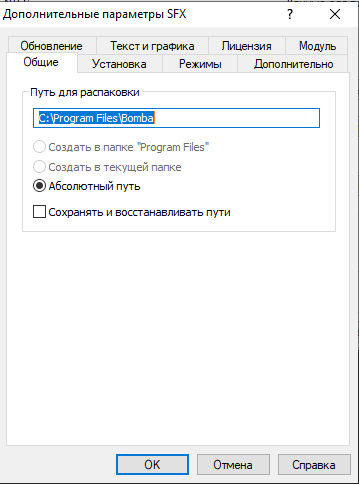 Дополнительные параметры SFX
?
Обновление Текст и графика Лицензия Модуль
Общие Установка Режимы Дополнительно
Путь для распаковки
C:\Program Files\Bomba
Создать в папке "Program Files"
Создать в текущей папке
Абсолютный путь
Сохранять и восстанавливать пути
OK Отмена Справка